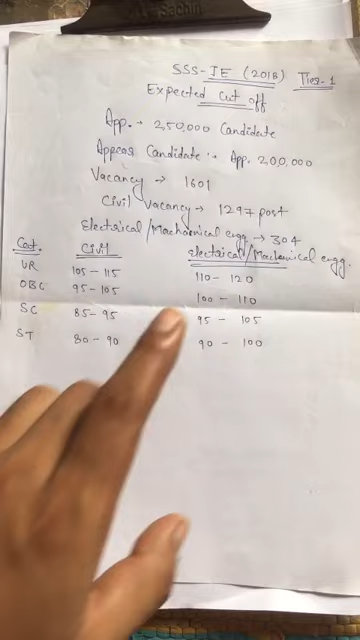 Sachin
SSS-JE (2018) Tier-1
Expected Cut off
App. → 2,50,000 Candidate
Appear Candidate → App. 2,00,000
Vacancy → 1601
Civil Vacancy → 1297 post
Electrical/Mechanical engg. → 304
Cat. Civil Electrical/Mechanical engg.
UR 105-115 110-120
OBC 95-105 100-110
SC 85-95 95-105
ST 80-90 90-100